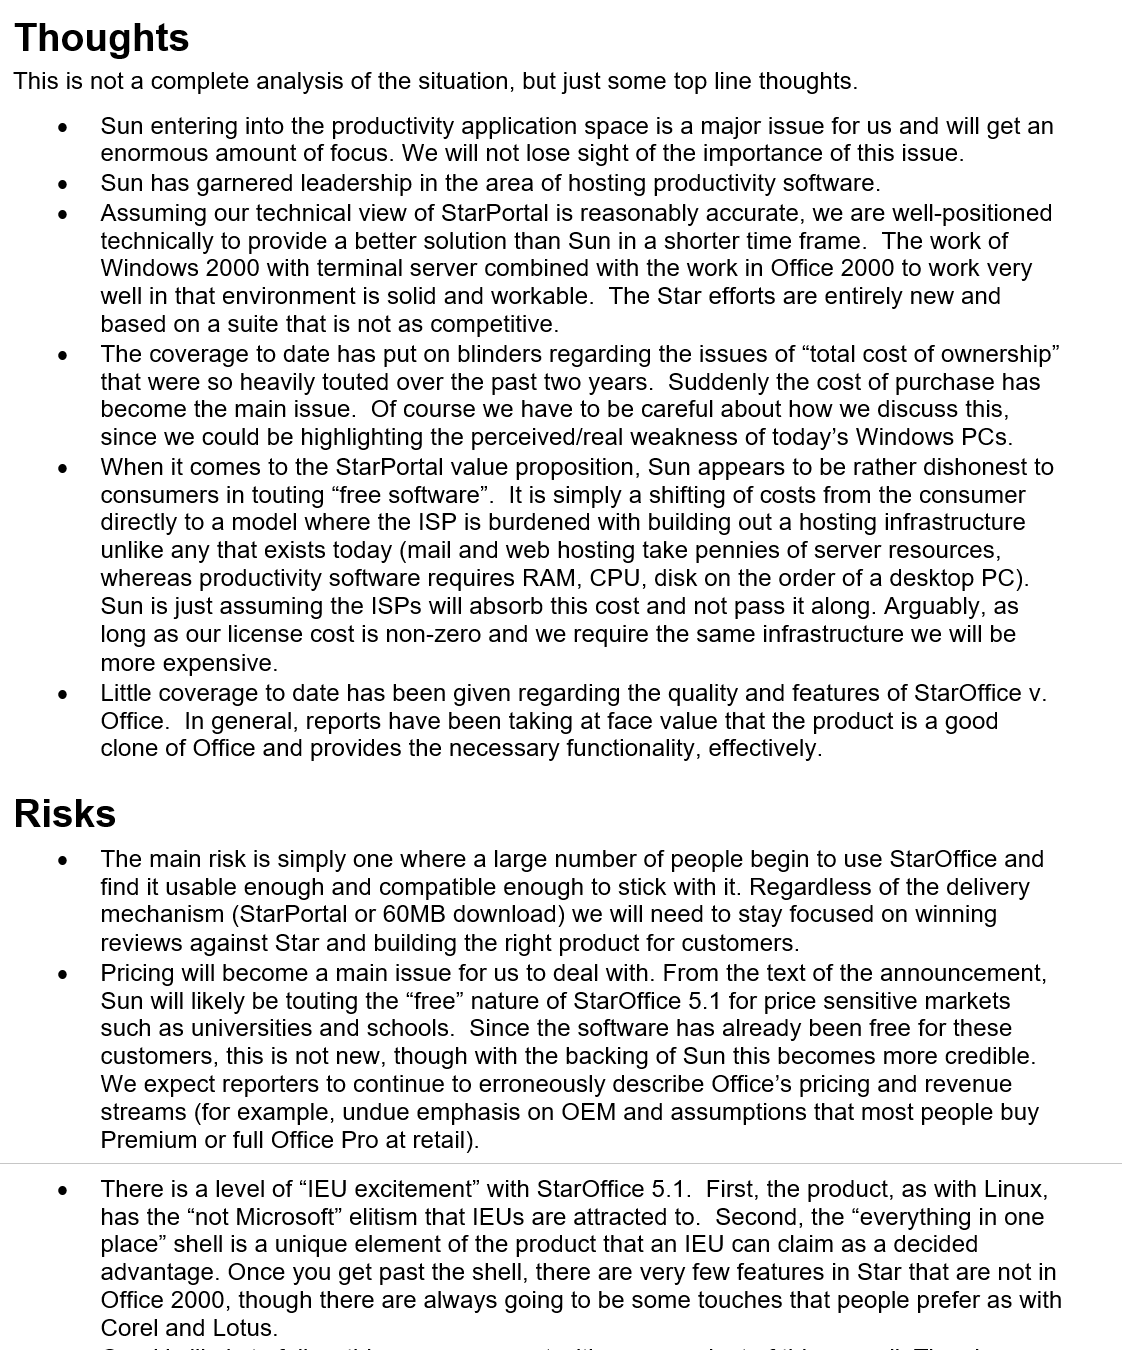 Thoughts
This is not a complete analysis of the situation, but just some top line thoughts.
• Sun entering into the productivity application space is a major issue for us and will get an
enormous amount of focus. We will not lose sight of the importance of this issue.
• Sun has garnered leadership in the area of hosting productivity software.
• Assuming our technical view of StarPortal is reasonably accurate, we are well-positioned
technically to provide a better solution than Sun in a shorter time frame.  The work of
Windows 2000 with terminal server combined with the work in Office 2000 to work very
well in that environment is solid and workable.  The Star efforts are entirely new and
based on a suite that is not as competitive.
• The coverage to date has put on blinders regarding the issues of “total cost of ownership”
that were so heavily touted over the past two years.  Suddenly the cost of purchase has
become the main issue.  Of course we have to be careful about how we discuss this,
since we could be highlighting the perceived/real weakness of today’s Windows PCs.
• When it comes to the StarPortal value proposition, Sun appears to be rather dishonest to
consumers in touting “free software”.  It is simply a shifting of costs from the consumer
directly to a model where the ISP is burdened with building out a hosting infrastructure
unlike any that exists today (mail and web hosting take pennies of server resources,
whereas productivity software requires RAM, CPU, disk on the order of a desktop PC).
Sun is just assuming the ISPs will absorb this cost and not pass it along. Arguably, as
long as our license cost is non-zero and we require the same infrastructure we will be
more expensive.
• Little coverage to date has been given regarding the quality and features of StarOffice v.
Office.  In general, reports have been taking at face value that the product is a good
clone of Office and provides the necessary functionality, effectively.
Risks
• The main risk is simply one where a large number of people begin to use StarOffice and
find it usable enough and compatible enough to stick with it. Regardless of the delivery
mechanism (StarPortal or 60MB download) we will need to stay focused on winning
reviews against Star and building the right product for customers.
• Pricing will become a main issue for us to deal with. From the text of the announcement,
Sun will likely be touting the “free” nature of StarOffice 5.1 for price sensitive markets
such as universities and schools.  Since the software has already been free for these
customers, this is not new, though with the backing of Sun this becomes more credible.
We expect reporters to continue to erroneously describe Office’s pricing and revenue
streams (for example, undue emphasis on OEM and assumptions that most people buy
Premium or full Office Pro at retail).
• There is a level of “IEU excitement” with StarOffice 5.1.  First, the product, as with Linux,
has the “not Microsoft” elitism that IEUs are attracted to.  Second, the “everything in one
place” shell is a unique element of the product that an IEU can claim as a decided
advantage. Once you get past the shell, there are very few features in Star that are not in
Office 2000, though there are always going to be some touches that people prefer as with
Corel and Lotus.